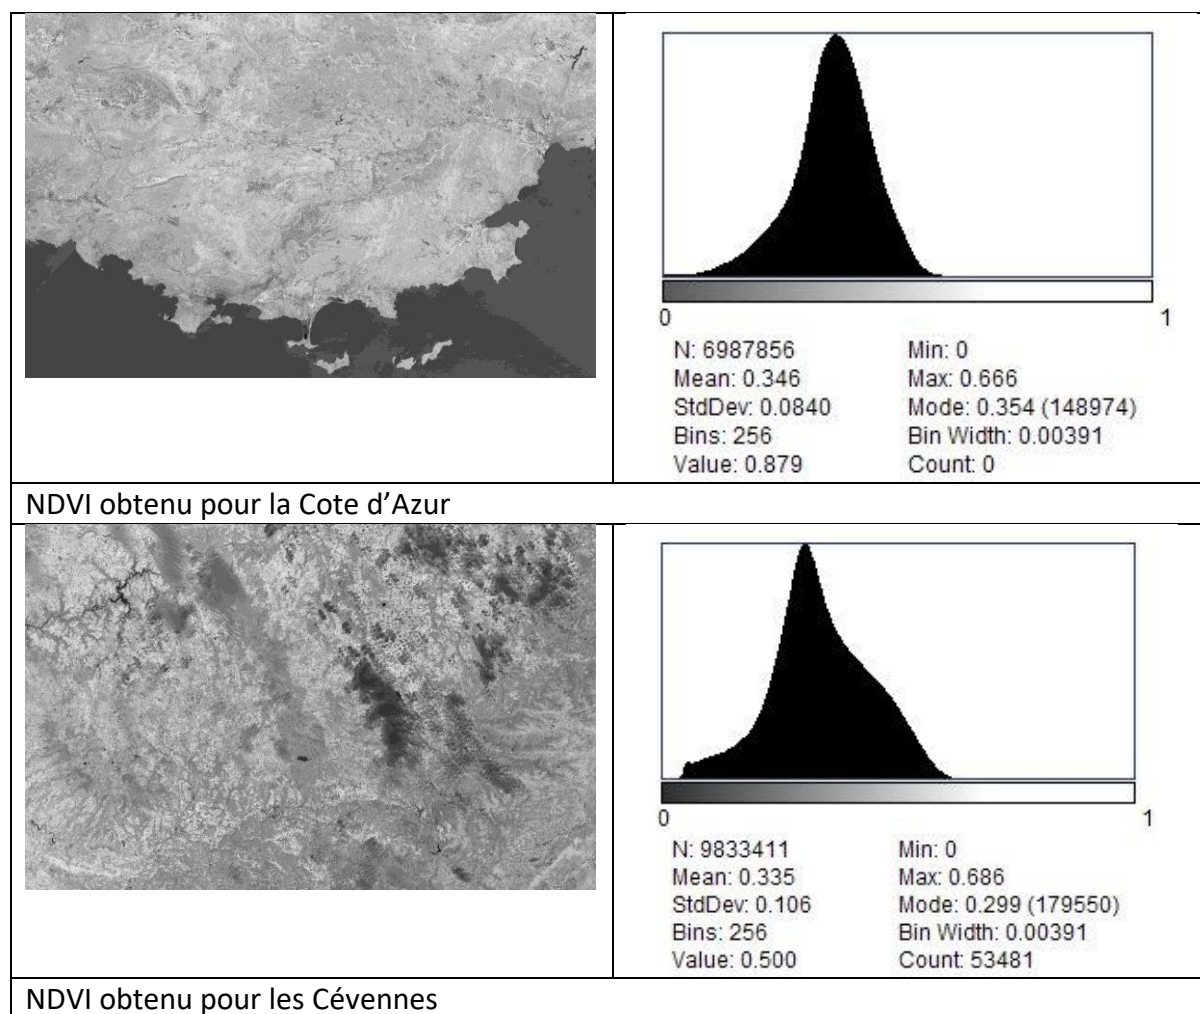 0 1
N: 6987856 Min: 0
Mean: 0.346 Max: 0.666
StdDev: 0.0840 Mode: 0.354 (148974)
Bins: 256 Bin Width: 0.00391
Value: 0.879 Count: 0
NDVI obtenu pour la Cote d’Azur
0 1
N: 9833411 Min: 0
Mean: 0.335 Max: 0.686
StdDev: 0.106 Mode: 0.299 (179550)
Bins: 256 Bin Width: 0.00391
Value: 0.500 Count: 53481
NDVI obtenu pour les Cévennes